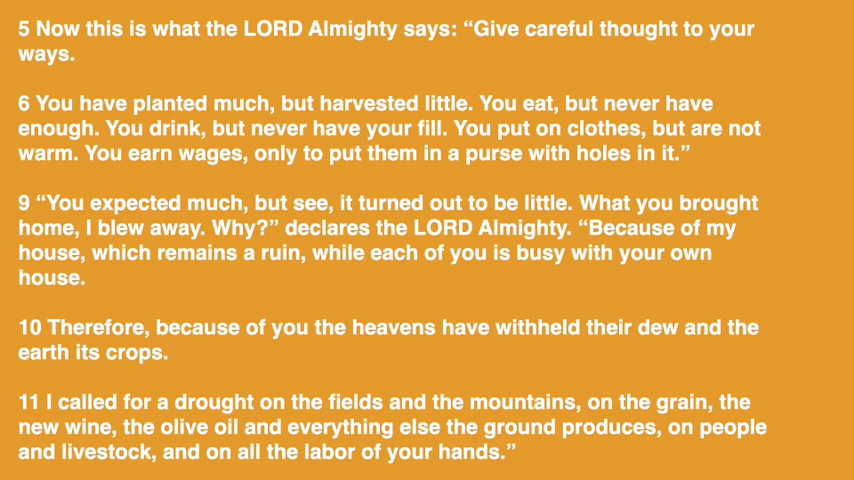 5 Now this is what the LORD Almighty says: “Give careful thought to your
ways.
6 You have planted much, but harvested little. You eat, but never have
enough. You drink, but never have your fill. You put on clothes, but are not
warm. You earn wages, only to put them in a purse with holes in it.”
9 “You expected much, but see, it turned out to be little. What you brought
home, I blew away. Why?” declares the LORD Almighty. “Because of my
house, which remains a ruin, while each of you is busy with your own
house.
10 Therefore, because of you the heavens have withheld their dew and the
earth its crops.
11 I called for a drought on the fields and the mountains, on the grain, the
new wine, the olive oil and everything else the ground produces, on people
and livestock, and on all the labor of your hands.”